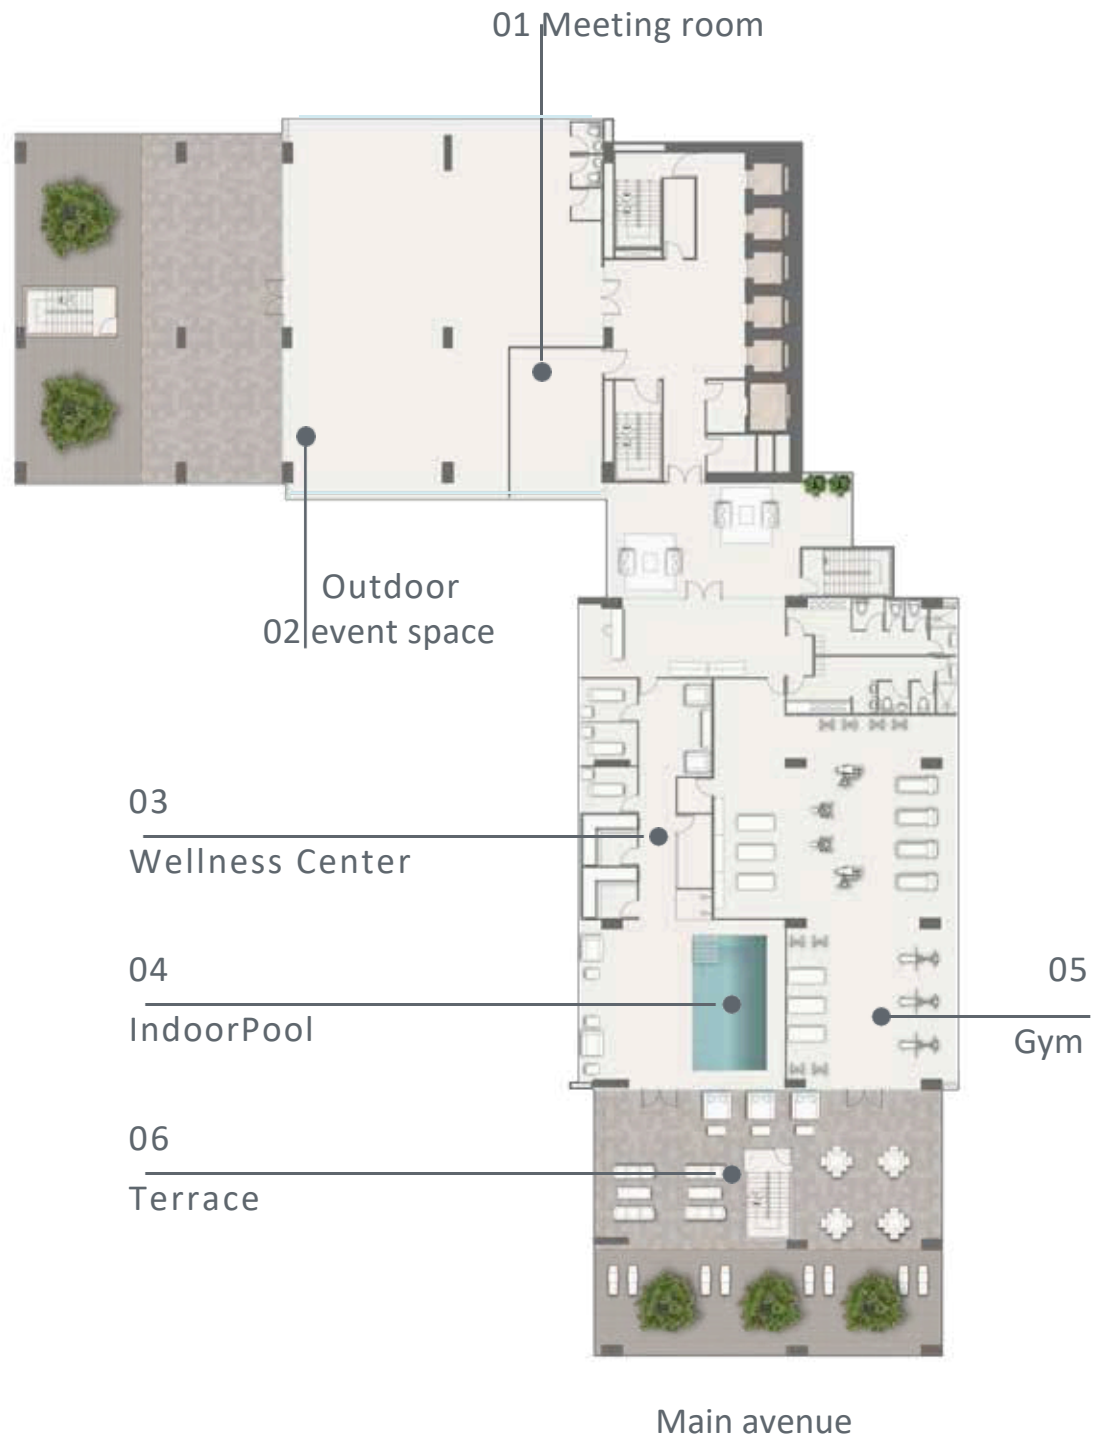 01 Meeting room
Outdoor
02 event space
03
Wellness Center
04
IndoorPool
05
Gym
06
Terrace
Main avenue